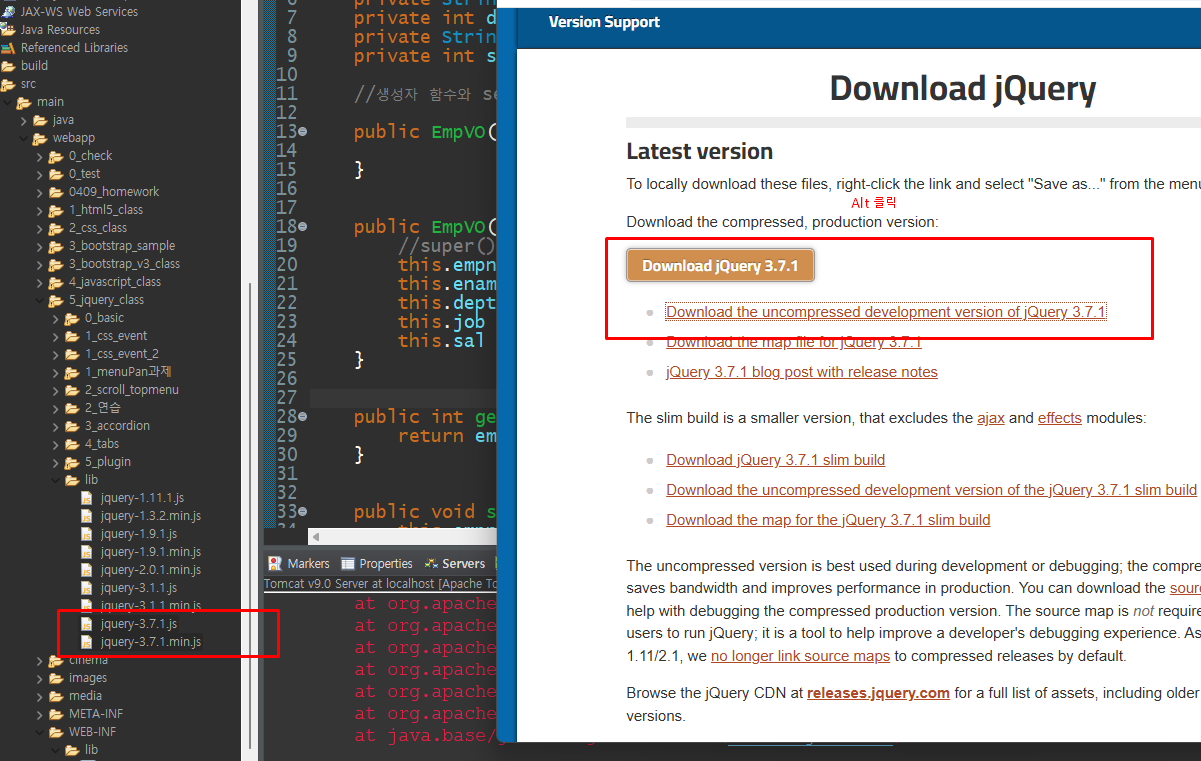 JAX-WS Web Services
Java Resources
Referenced Libraries
build
src
main
java
webapp
0_check
0_test
0409_homework
1_html5_class
2_css_class
3_bootstrap_sample
3_bootstrap_v3_class
4_javascript_class
5_jquery_class
0_basic
1_css_event
1_css_event_2
1_menuPan과제
2_scroll_topmenu
2_연습
3_accordion
4_tabs
5_plugin
lib
jquery-1.11.1.js
jquery-1.3.2.min.js
jquery-1.9.1.js
jquery-1.9.1.min.js
jquery-2.0.1.min.js
jquery-3.1.1.js
jquery-3.1.1.min.js
jquery-3.7.1.js
jquery-3.7.1.min.js
cinema
images
media
META-INF
WEB-INF
lib
6 private Strin
7 private int d
8 private Strin
9 private int s
10
11 //생성자 함수와 se
12
13 public EmpVO(
14
15 }
16
17
18 public EmpVO(
19 //super()
20 this.empn
21 this.enam
22 this.dept
23 this.job
24 this.sal
25 }
26
27
28 public int ge
29 return em
30 }
31
32
33 public void s
34
Markers Properties Servers
Tomcat v9.0 Server at localhost [Apache To
at org.apache
at org.apache
at org.apache
at org.apache
at org.apache
at org.apache
at java.base/
Version Support
Download jQuery
Latest version
To locally download these files, right-click the link and select "Save as..." from the menu
Alt 클릭
Download the compressed, production version:
Download jQuery 3.7.1
Download the uncompressed development version of jQuery 3.7.1
Download the map file for jQuery 3.7.1
jQuery 3.7.1 blog post with release notes
The slim build is a smaller version, that excludes the ajax and effects modules:
Download jQuery 3.7.1 slim build
Download the uncompressed development version of the jQuery 3.7.1 slim build
Download the map for the jQuery 3.7.1 slim build
The uncompressed version is best used during development or debugging; the compre
saves bandwidth and improves performance in production. You can download the sourc
help with debugging the compressed production version. The source map is not require
users to run jQuery; it is a tool to help improve a developer's debugging experience. As
1.11/2.1, we no longer link source maps to compressed releases by default.
Browse the jQuery CDN at releases.jquery.com for a full list of assets, including older
versions.